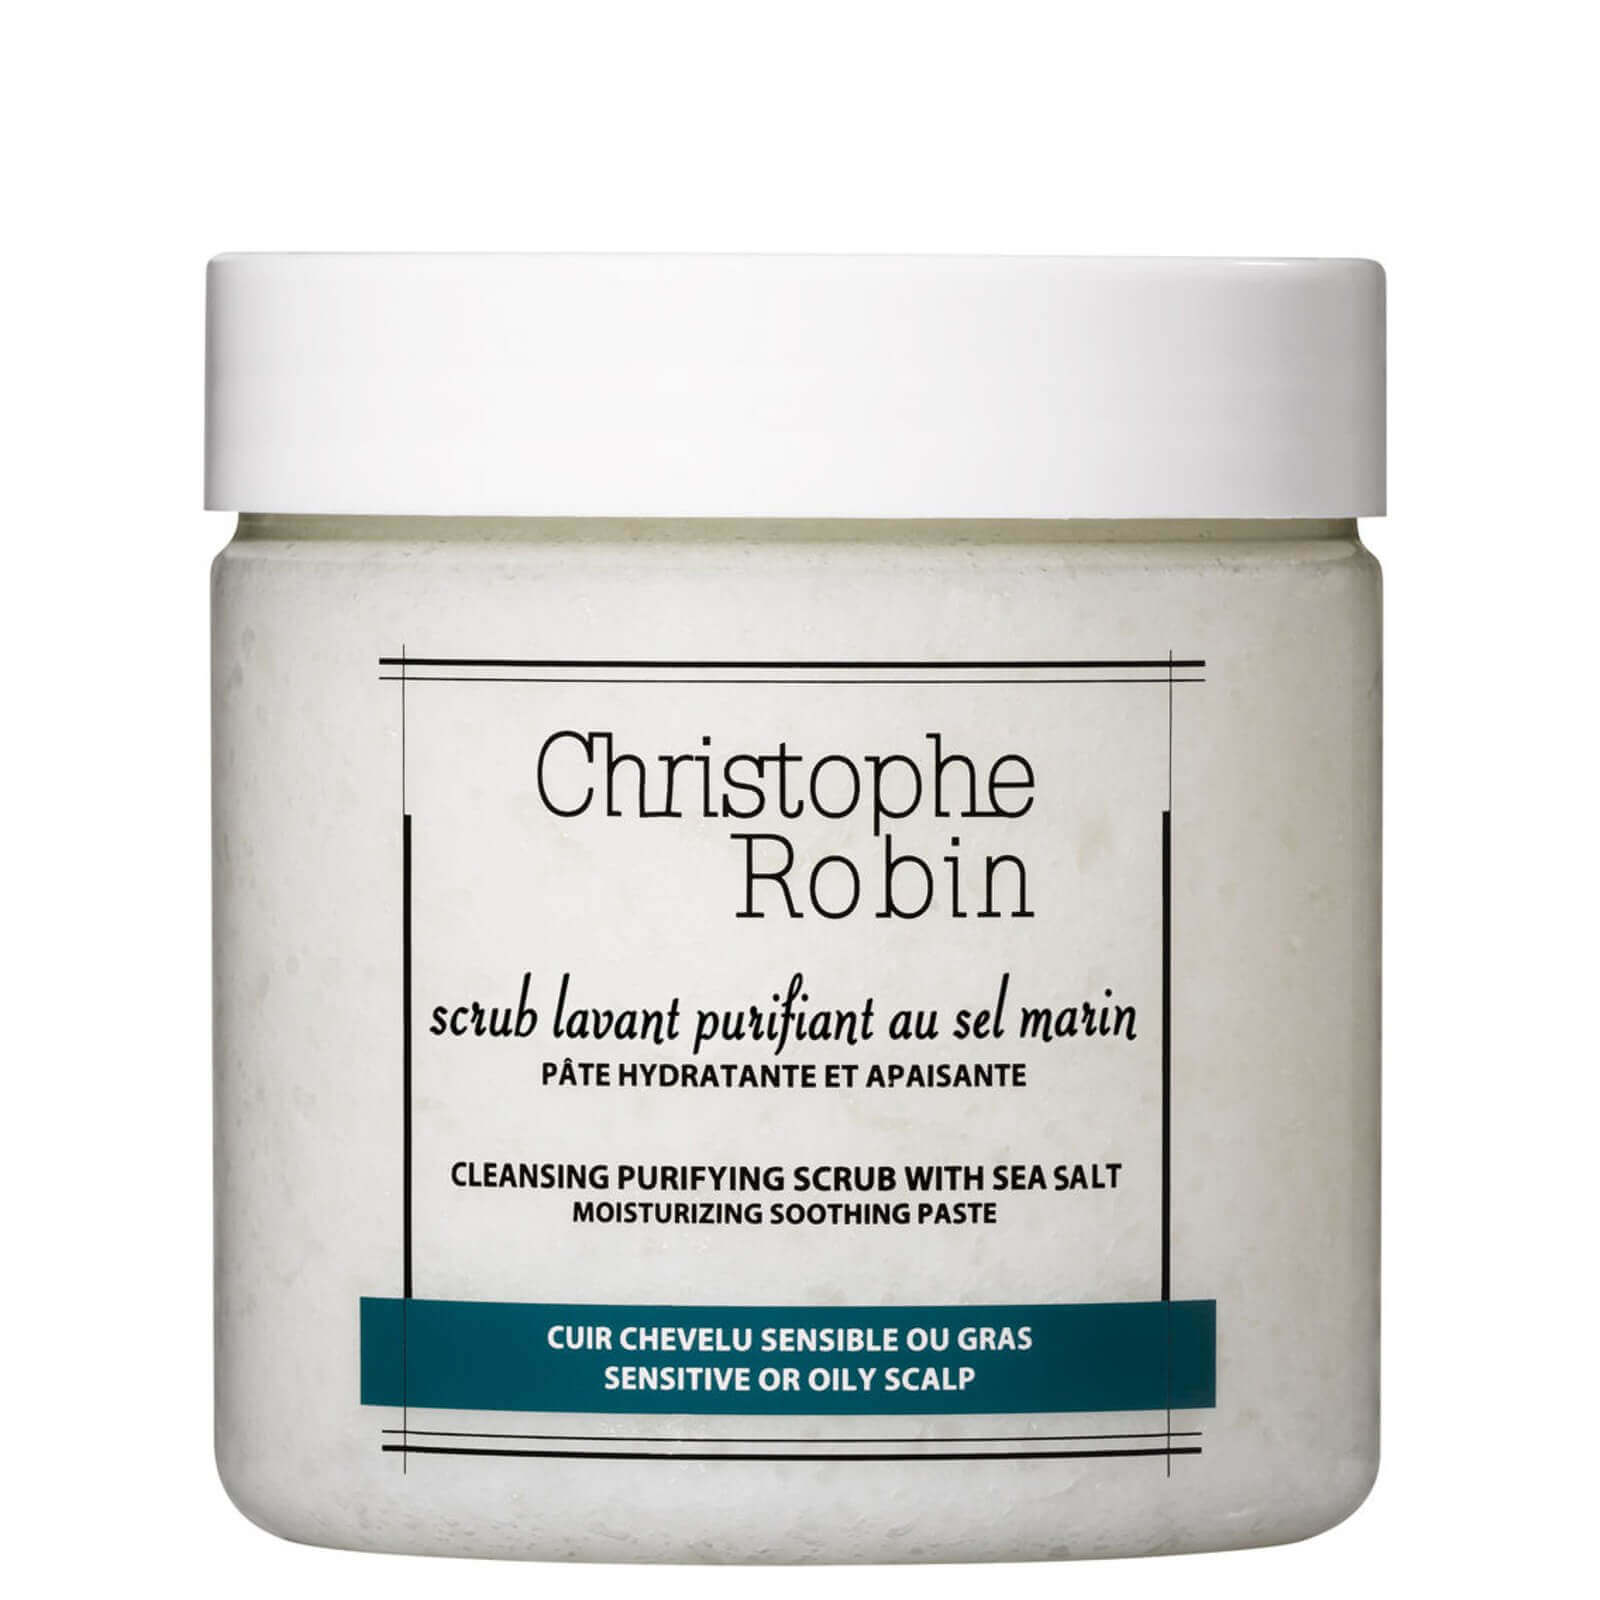 Christophe
Robin
scrub lavant purifiant au sel marin
PÂTE HYDRATANTE ET APAISANTE
CLEANSING PURIFYING SCRUB WITH SEA SALT
MOISTURIZING SOOTHING PASTE
CUIR CHEVELU SENSIBLE OU GRAS
SENSITIVE OR OILY SCALP